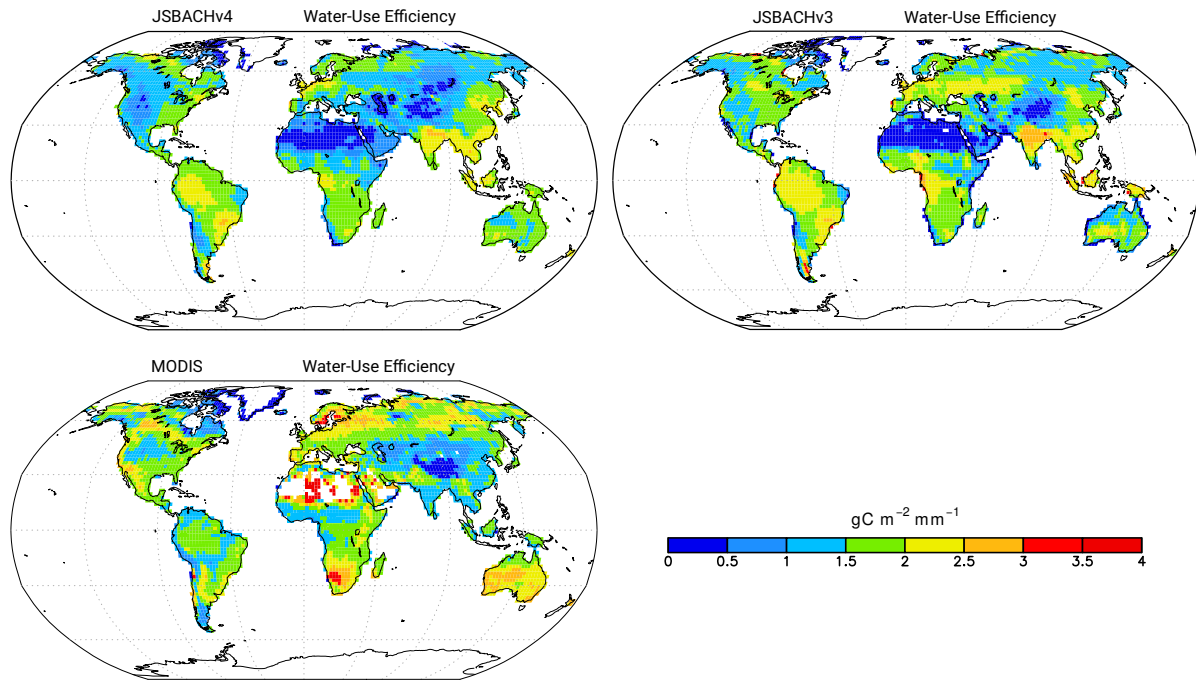 JSBACHv4 Water-Use Efficiency
JSBACHv3 Water-Use Efficiency
MODIS Water-Use Efficiency
gC m⁻² mm⁻¹
0 0.5 1 1.5 2 2.5 3 3.5 4